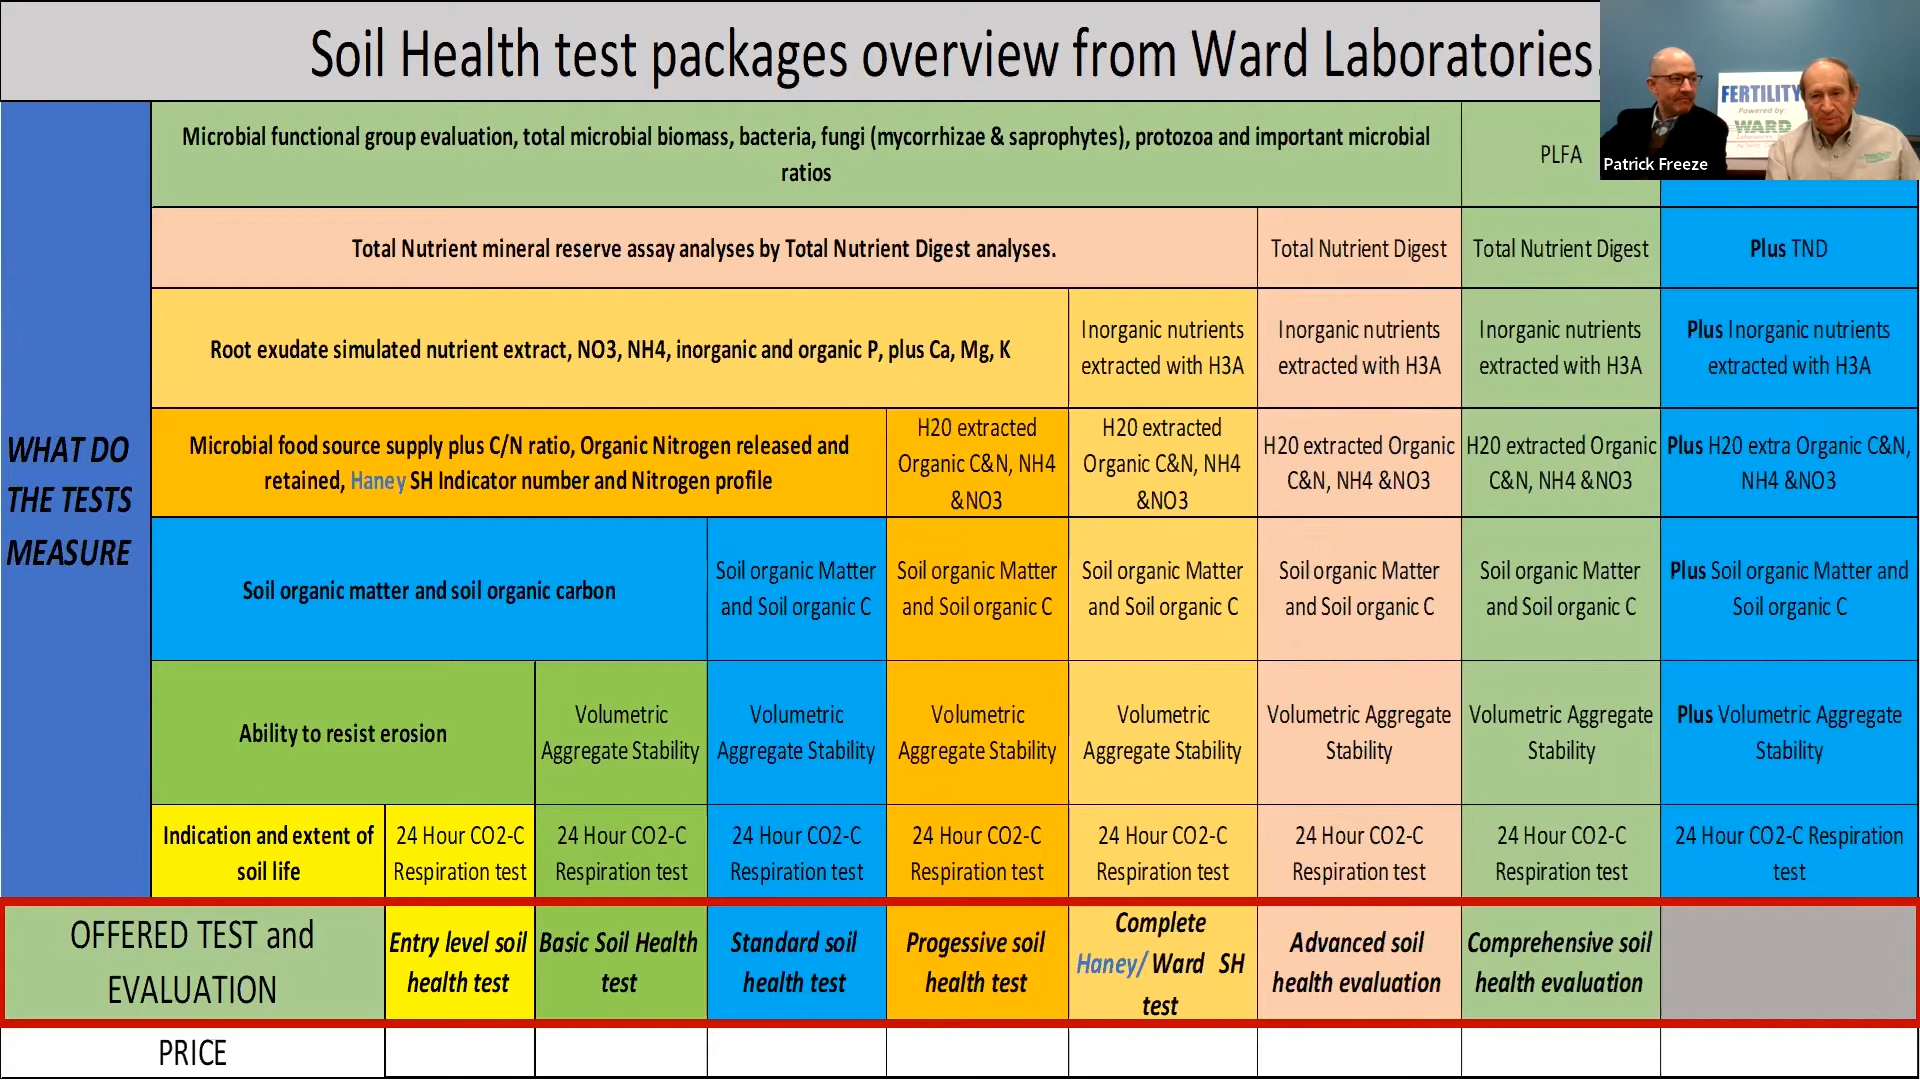 Soil Health test packages overview from Ward Laboratories.
FERTILITY
Powered by:
WARD
Patrick Freeze
WHAT DO
THE TESTS
MEASURE
Microbial functional group evaluation, total microbial biomass, bacteria, fungi (mycorrhizae & saprophytes), protozoa and important microbial
ratios
PLFA
Total Nutrient mineral reserve assay analyses by Total Nutrient Digest analyses.
Total Nutrient Digest
Total Nutrient Digest
Plus TND
Root exudate simulated nutrient extract, NO3, NH4, inorganic and organic P, plus Ca, Mg, K
Inorganic nutrients
extracted with H3A
Inorganic nutrients
extracted with H3A
Inorganic nutrients
extracted with H3A
Plus Inorganic nutrients
extracted with H3A
Microbial food source supply plus C/N ratio, Organic Nitrogen released and
retained, Haney SH Indicator number and Nitrogen profile
H20 extracted
Organic C&N, NH4
&NO3
H20 extracted
Organic C&N, NH4
&NO3
H20 extracted Organic
C&N, NH4 &NO3
H20 extracted Organic
C&N, NH4 &NO3
Plus H20 extra Organic C&N,
NH4 &NO3
Soil organic matter and soil organic carbon
Soil organic Matter
and Soil organic C
Soil organic Matter
and Soil organic C
Soil organic Matter
and Soil organic C
Soil organic Matter
and Soil organic C
Soil organic Matter
and Soil organic C
Plus Soil organic Matter and
Soil organic C
Ability to resist erosion
Volumetric
Aggregate Stability
Volumetric
Aggregate Stability
Volumetric
Aggregate Stability
Volumetric
Aggregate Stability
Volumetric Aggregate
Stability
Volumetric Aggregate
Stability
Plus Volumetric Aggregate
Stability
Indication and extent of
soil life
24 Hour CO2-C
Respiration test
24 Hour CO2-C
Respiration test
24 Hour CO2-C
Respiration test
24 Hour CO2-C
Respiration test
24 Hour CO2-C
Respiration test
24 Hour CO2-C
Respiration test
24 Hour CO2-C
Respiration test
24 Hour CO2-C Respiration
test
OFFERED TEST and
EVALUATION
Entry level soil
health test
Basic Soil Health
test
Standard soil
health test
Progessive soil
health test
Complete
Haney/ Ward SH
test
Advanced soil
health evaluation
Comprehensive soil
health evaluation
PRICE